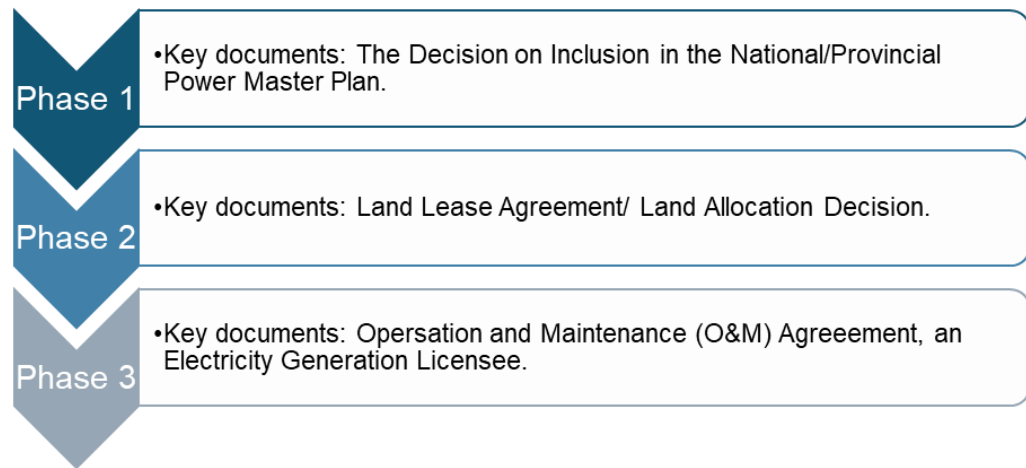 Phase 1
•Key documents: The Decision on Inclusion in the National/Provincial
Power Master Plan.
Phase 2
•Key documents: Land Lease Agreement/ Land Allocation Decision.
Phase 3
•Key documents: Opersation and Maintenance (O&M) Agreeement, an
Electricity Generation Licensee.